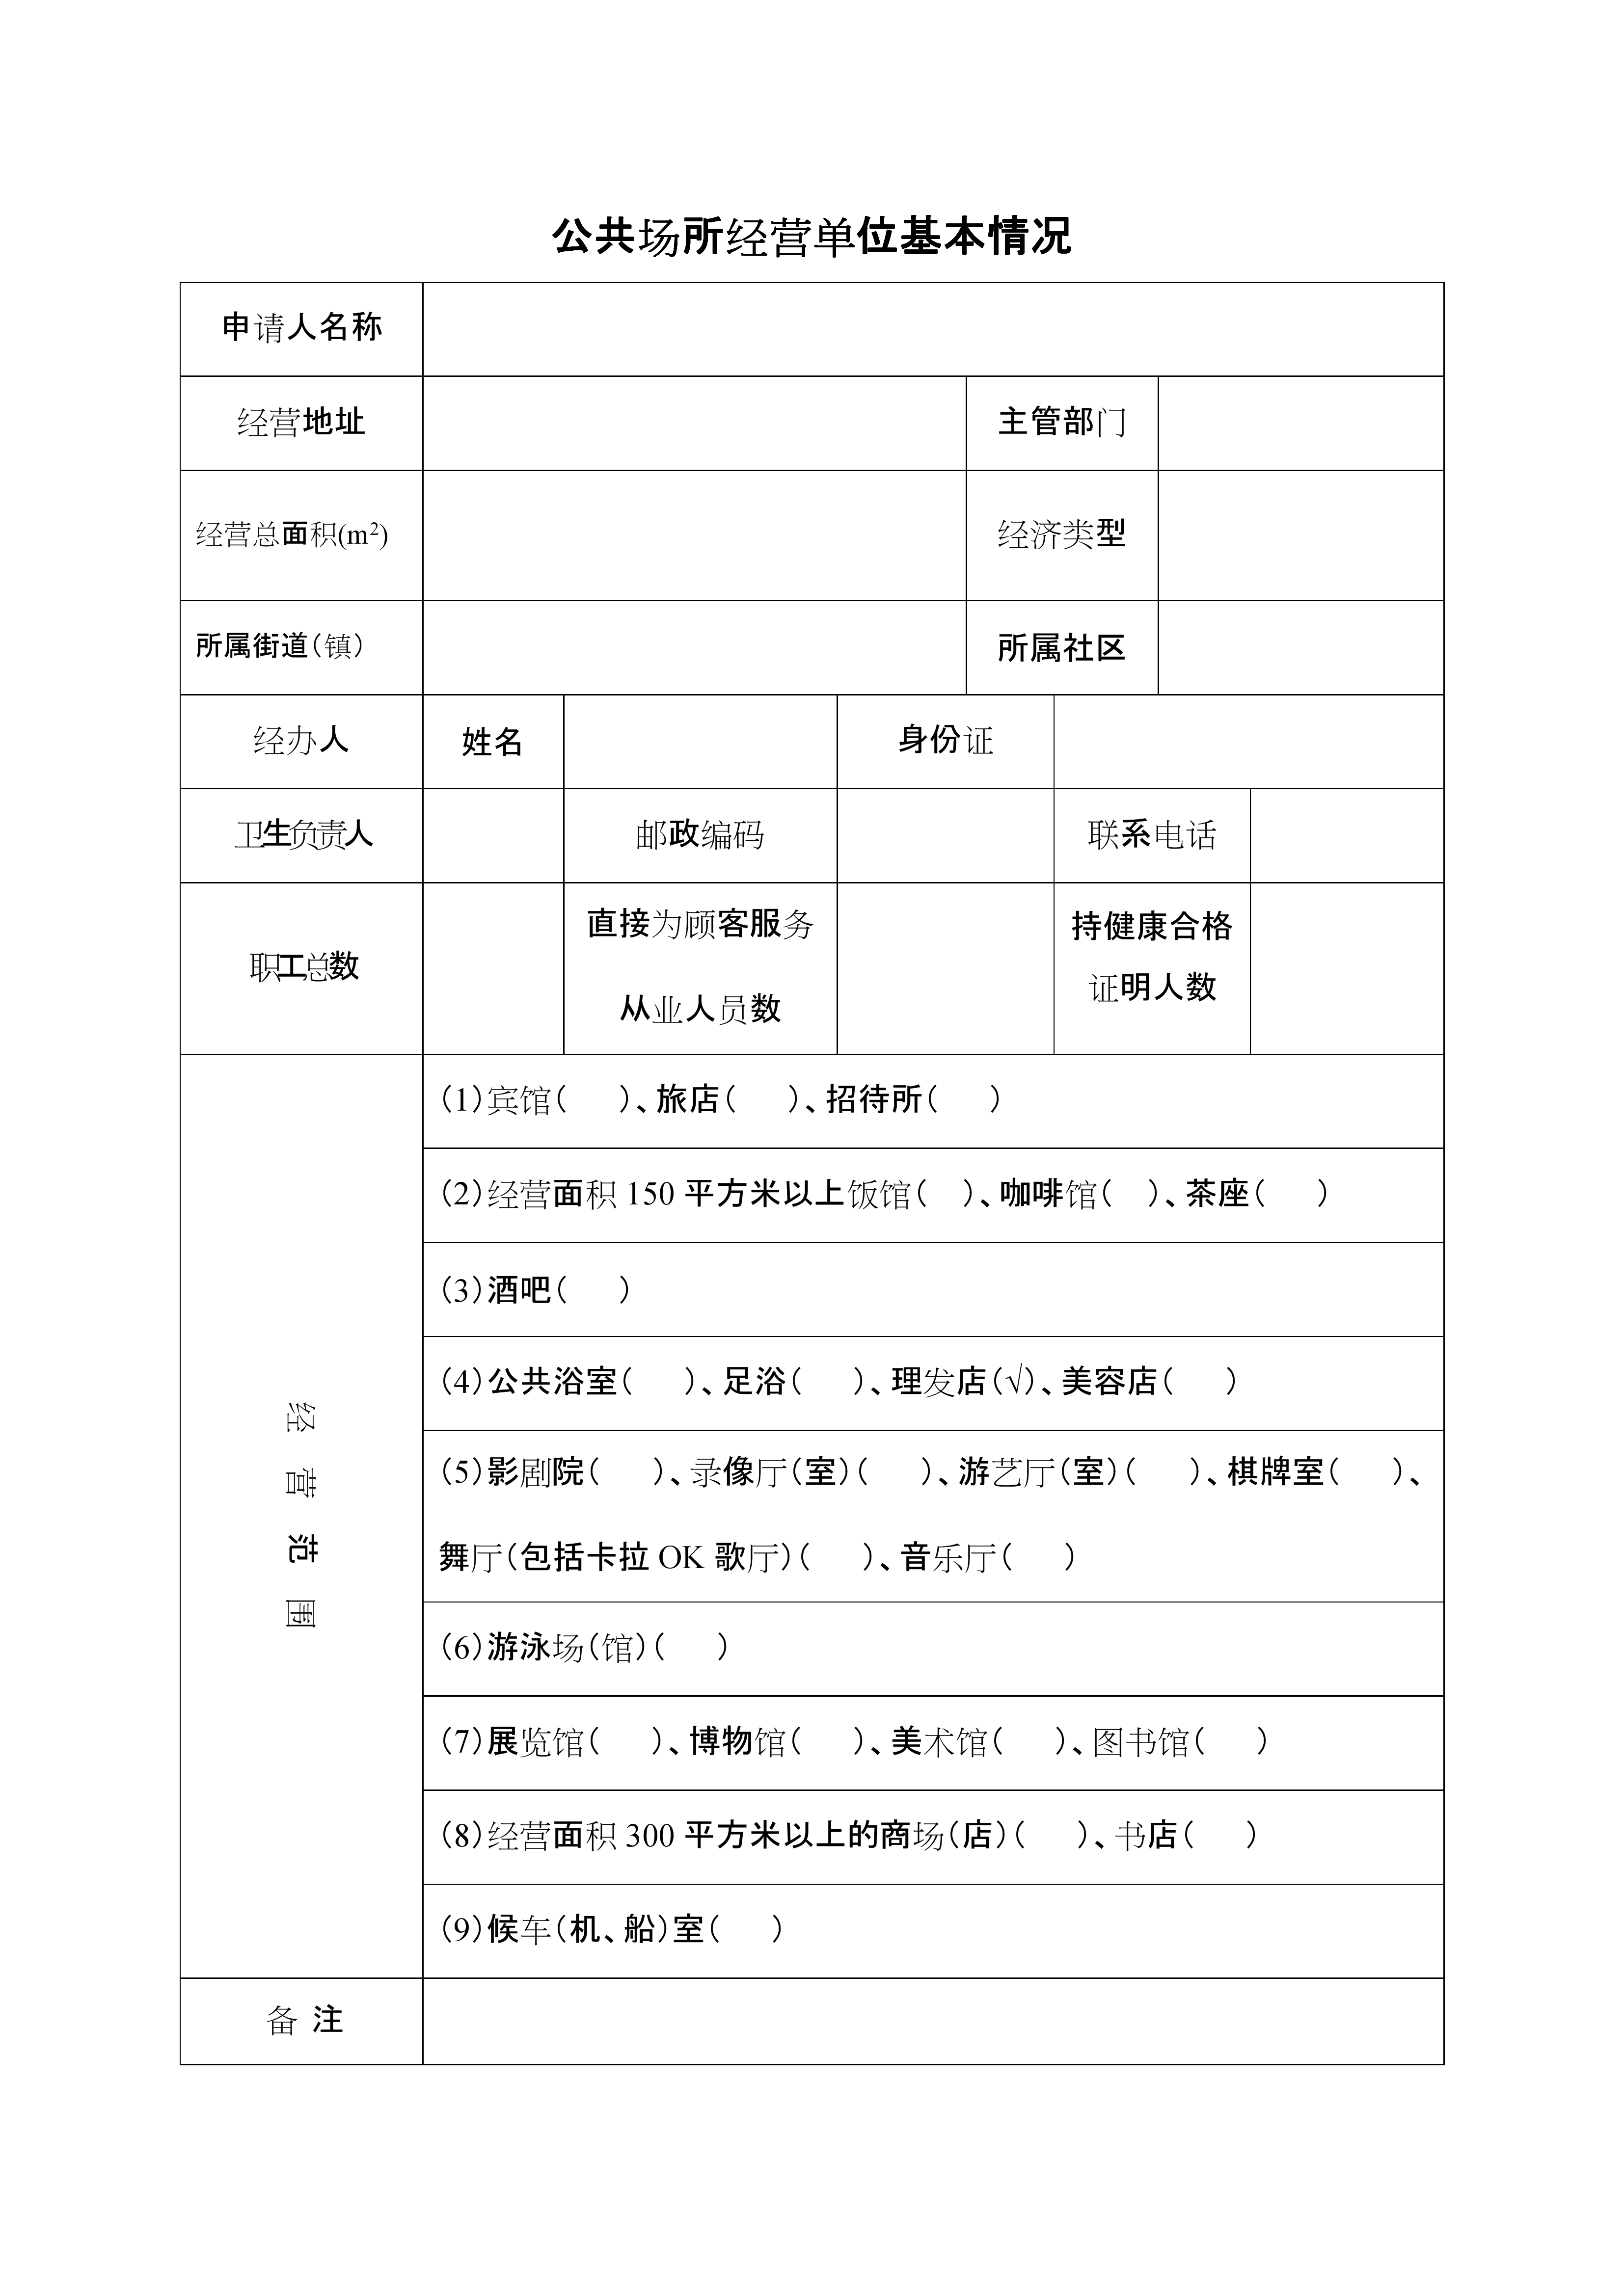 公共场所经营单位基本情况
申请人名称
经营地址 主管部门
经营总面积(m²) 经济类型
所属街道(镇) 所属社区
经办人 姓名 身份证
卫生负责人 邮政编码 联系电话
职工总数 直接为顾客服务 持健康合格
从业人员数 证明人数
经营范围
(1)宾馆( )、旅店( )、招待所( )
(2)经营面积 150 平方米以上饭馆( )、咖啡馆( )、茶座( )
(3)酒吧( )
(4)公共浴室( )、足浴( )、理发店(√)、美容店( )
(5)影剧院( )、录像厅(室)( )、游艺厅(室)( )、棋牌室( )、
舞厅(包括卡拉 OK 歌厅)( )、音乐厅( )
(6)游泳场(馆)( )
(7)展览馆( )、博物馆( )、美术馆( )、图书馆( )
(8)经营面积 300 平方米以上的商场(店)( )、书店( )
(9)候车(机、船)室( )
备 注